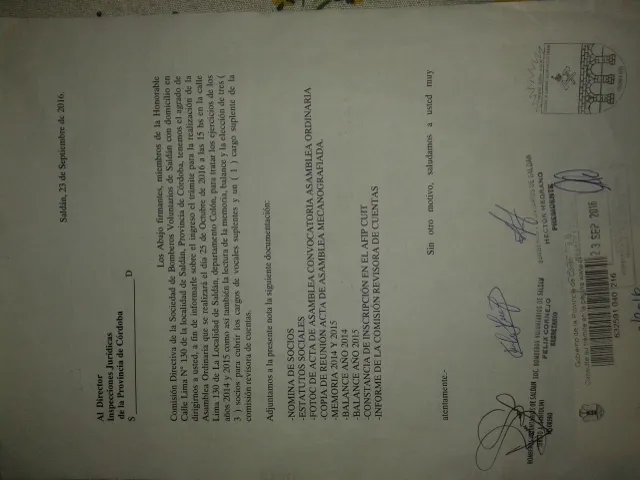 Saldán, 23 de Septiembre de 2016.
Al Director
Inspecciones Jurídicas
de la Provincia de Córdoba
S____________________D
Los Abajo firmantes, miembros de la Honorable
Comisión Directiva de la Sociedad de Bomberos Voluntarios de Saldán con domicilio en
Calle Lima N° 130 de la localidad de Saldán, Provincia de Córdoba, tenemos el agrado de
dirigirnos a usted, a fin de informarle sobre el ingreso el trámite para la realización de la
Asamblea Ordinaria que se realizará el día 25 de Octubre de 2016 a las 15 hs en la calle
Lima 130 de La Localidad de Saldán, departamento Colón, para tratar los ejercicios de los
años 2014 y 2015 como así también la lectura de la memoria, balance y la elección de tres (
3 ) socios para cubrir los cargos de vocales suplentes y un ( 1 ) cargo suplente de la
comisión revisora de cuentas.
Adjuntamos a la presente nota la siguiente documentación:
-NOMINA DE SOCIOS
-ESTATUTOS SOCIALES
-FOTOC DE ACTA DE ASAMBLEA CONVOCATORIA ASAMBLEA ORDINARIA
-COPIA DE REUNION ACTA DE ASAMBLEA MECANOGRAFIADA.
-MEMORIA 2014 Y 2015
-BALANCE AÑO 2014
-BALANCE AÑO 2015
-CONSTANCIA DE INSCRIPCIÓN EN EL AFIP CUIT
-INFORME DE LA COMISIÓN REVISORA DE CUENTAS
Sin otro motivo, saludamos a usted muy
atentamente.-
HECTOR MEDRANO
PRESIDENTE
FELIX CORNEJO
SECRETARIO
23 SEP 2016